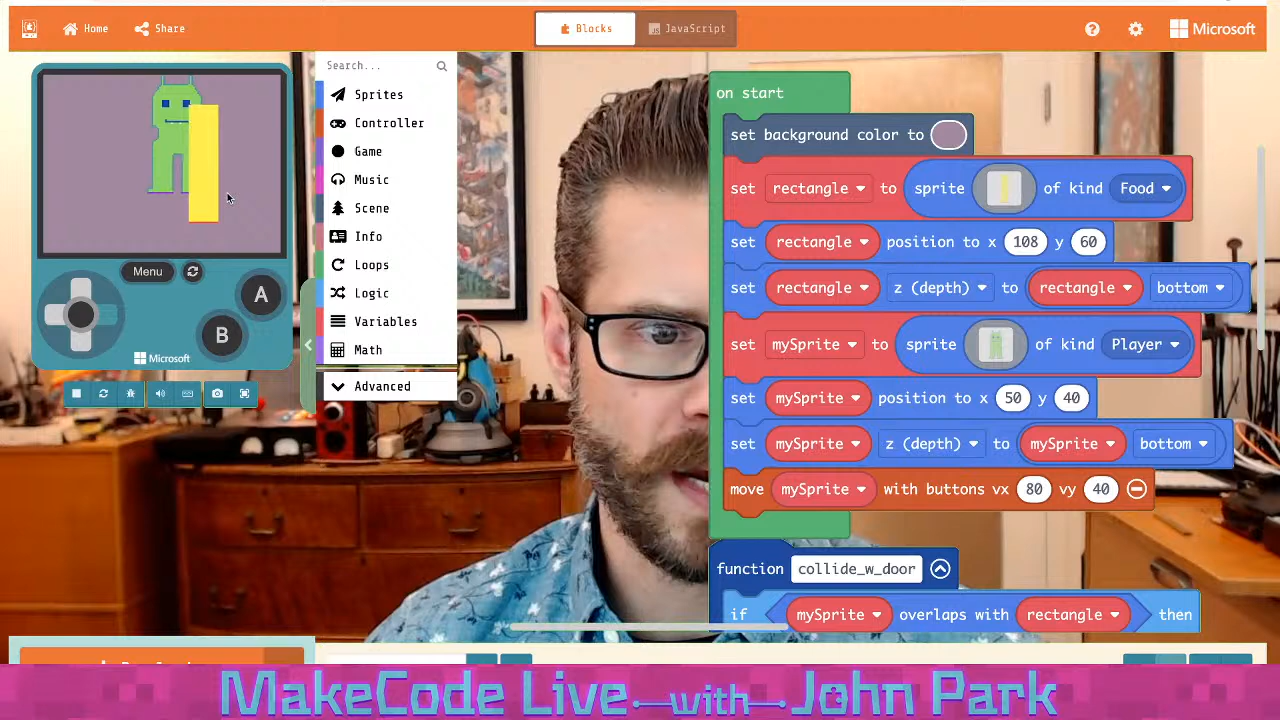 Home
Share
Blocks
JavaScript
Microsoft
Search...
Sprites
Controller
Game
Music
Scene
Info
Loops
Logic
Variables
Math
Advanced
Menu
A
B
Microsoft
on start
set background color to
set rectangle to sprite of kind Food
set rectangle position to x 108 y 60
set rectangle z (depth) to rectangle bottom
set mySprite to sprite of kind Player
set mySprite position to x 50 y 40
set mySprite z (depth) to mySprite bottom
move mySprite with buttons vx 80 vy 40
function collide_w_door
if mySprite overlaps with rectangle then
MakeCode Live with John Park